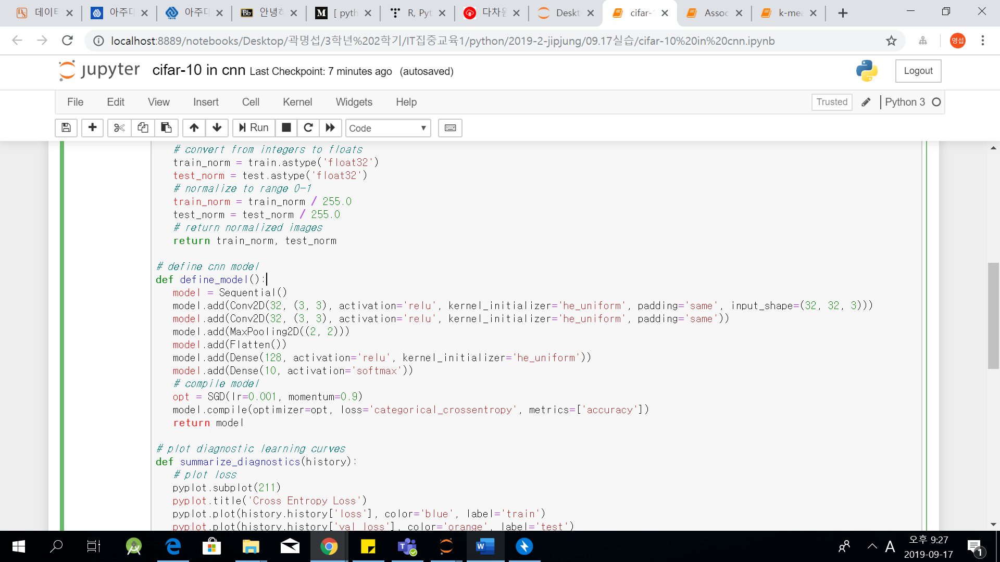 데이터
아주대
아주대
Bb 안녕하
M [ pyth
R, Pyt
다차원
Deskt
cifar-
Assoc
k-mea
localhost:8889/notebooks/Desktop/곽명섭/3학년%202학기/IT집중교육1/python/2019-2-jipjung/09.17실습/cifar-10%20in%20cnn.ipynb
명섭
jupyter cifar-10 in cnn Last Checkpoint: 7 minutes ago (autosaved)
Logout
File Edit View Insert Cell Kernel Widgets Help
Trusted Python 3
Run Code
# convert from integers to floats
train_norm = train.astype('float32')
test_norm = test.astype('float32')
# normalize to range 0-1
train_norm = train_norm / 255.0
test_norm = test_norm / 255.0
# return normalized images
return train_norm, test_norm
# define cnn model
def define_model():
model = Sequential()
model.add(Conv2D(32, (3, 3), activation='relu', kernel_initializer='he_uniform', padding='same', input_shape=(32, 32, 3)))
model.add(Conv2D(32, (3, 3), activation='relu', kernel_initializer='he_uniform', padding='same'))
model.add(MaxPooling2D((2, 2)))
model.add(Flatten())
model.add(Dense(128, activation='relu', kernel_initializer='he_uniform'))
model.add(Dense(10, activation='softmax'))
# compile model
opt = SGD(lr=0.001, momentum=0.9)
model.compile(optimizer=opt, loss='categorical_crossentropy', metrics=['accuracy'])
return model
# plot diagnostic learning curves
def summarize_diagnostics(history):
# plot loss
pyplot.subplot(211)
pyplot.title('Cross Entropy Loss')
pyplot.plot(history.history['loss'], color='blue', label='train')
pyplot.plot(history.history['val_loss'], color='orange', label='test')
A
오후 9:27
2019-09-17
1